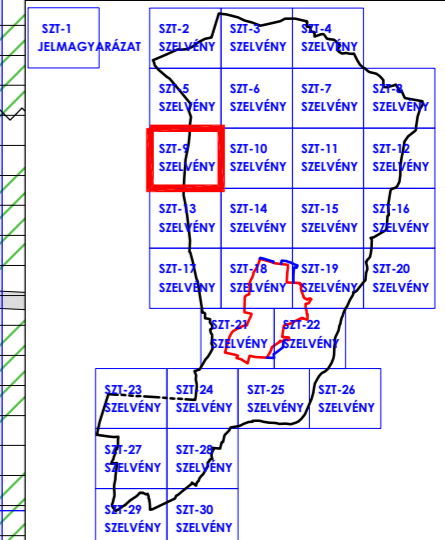 SZT-1
JELMAGYARÁZAT
SZT-2 SZT-3 SZT-4
SZELVÉNY SZELVÉNY SZELVÉNY
SZT-5 SZT-6 SZT-7 SZT-8
SZELVÉNY SZELVÉNY SZELVÉNY SZELVÉNY
SZT-9 SZT-10 SZT-11 SZT-12
SZELVÉNY SZELVÉNY SZELVÉNY SZELVÉNY
SZT-13 SZT-14 SZT-15 SZT-16
SZELVÉNY SZELVÉNY SZELVÉNY SZELVÉNY
SZT-17 SZT-18 SZT-19 SZT-20
SZELVÉNY SZELVÉNY SZELVÉNY SZELVÉNY
SZT-21 SZT-22
SZELVÉNY SZELVÉNY
SZT-23 SZT-24 SZT-25 SZT-26
SZELVÉNY SZELVÉNY SZELVÉNY SZELVÉNY
SZT-27 SZT-28
SZELVÉNY SZELVÉNY
SZT-29 SZT-30
SZELVÉNY SZELVÉNY